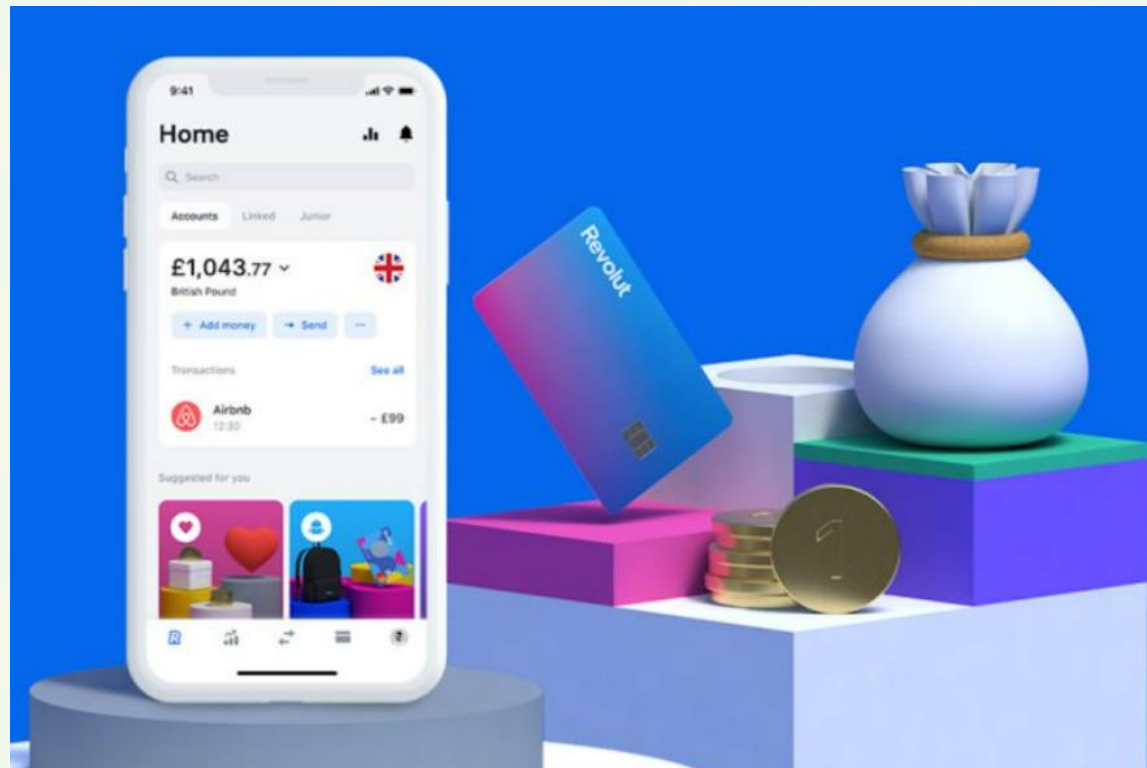 9:41
Home
Search
Accounts Linked Junior
£1,043.77
British Pound
+ Add money → Send ...
Transactions See all
Airbnb
12:30 - £99
Suggested for you
R
Revolut
1